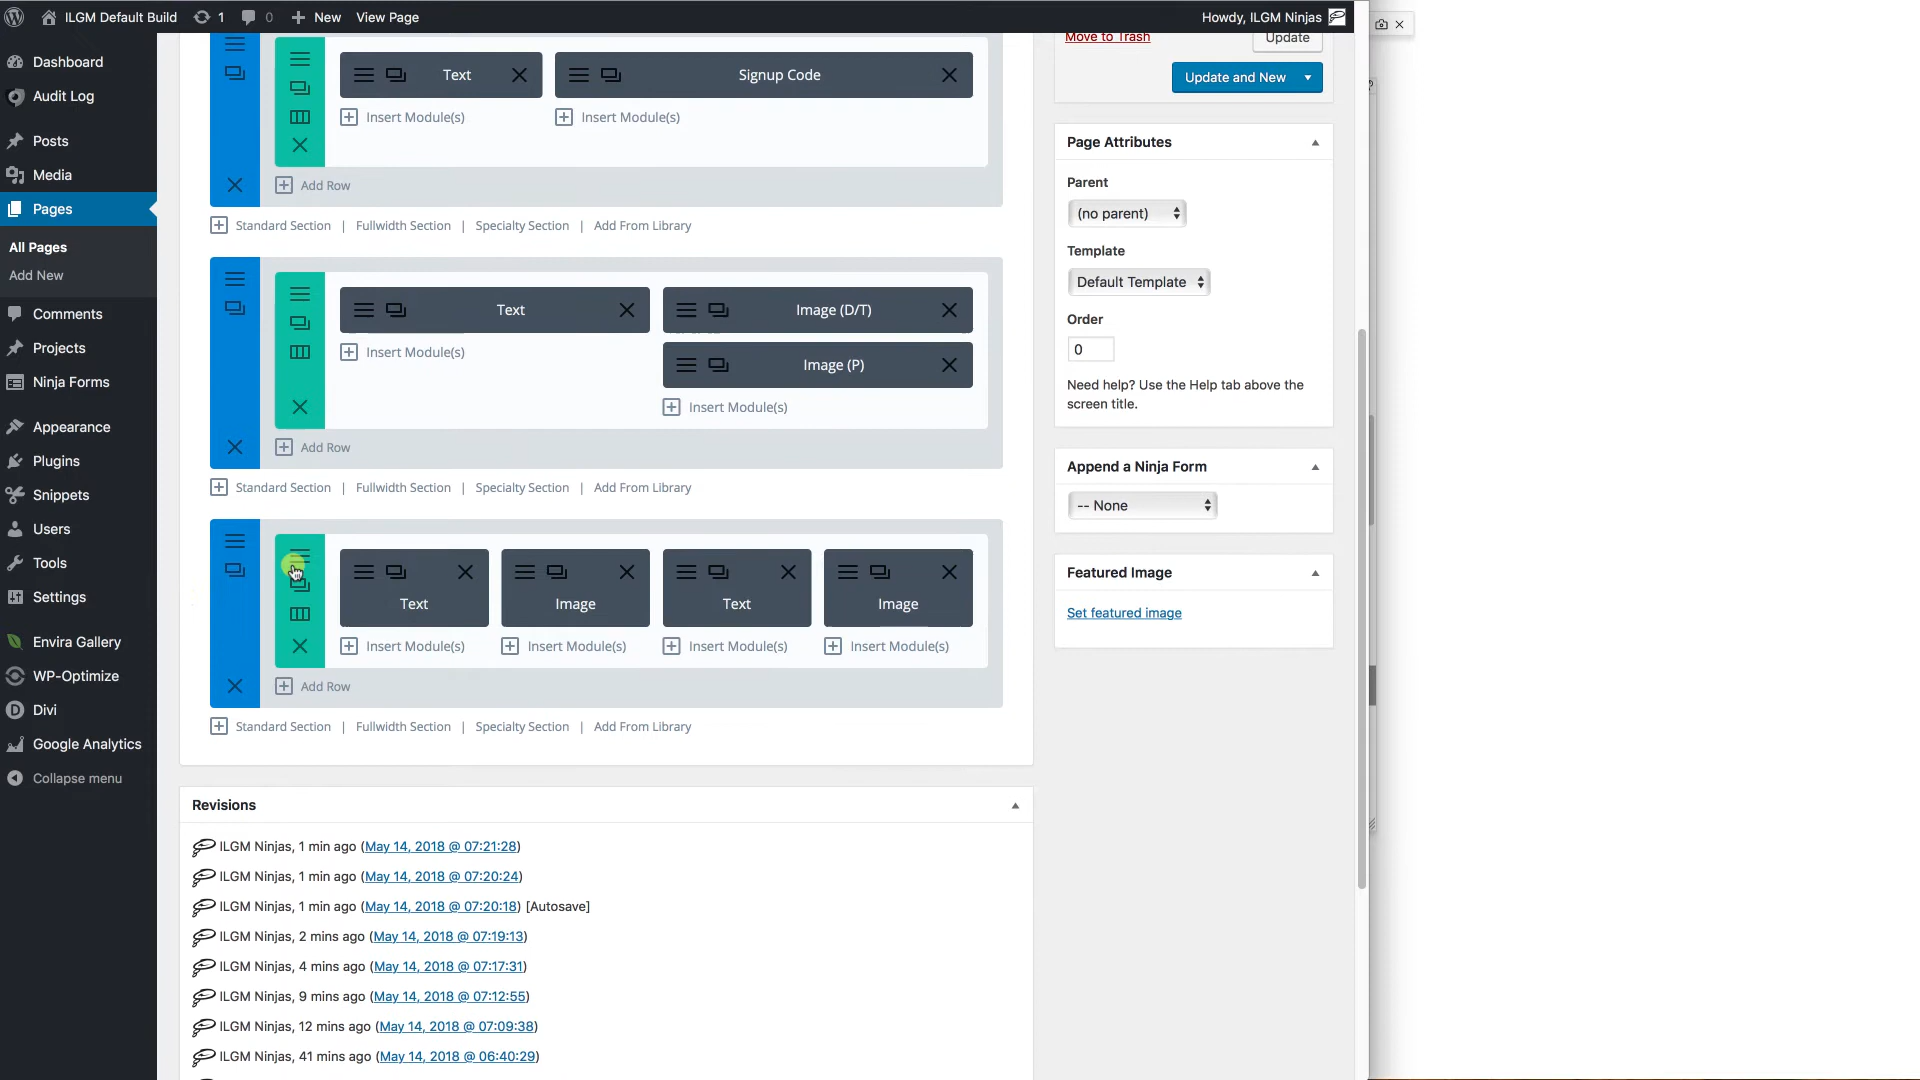 ILGM Default Build 1 0 New View Page Howdy, ILGM Ninjas
Dashboard
Audit Log
Posts
Media
Pages
All Pages
Add New
Comments
Projects
Ninja Forms
Appearance
Plugins
Snippets
Users
Tools
Settings
Envira Gallery
WP-Optimize
Divi
Google Analytics
Collapse menu
Text Signup Code
Insert Module(s) Insert Module(s)
Add Row
Standard Section | Fullwidth Section | Specialty Section | Add From Library
Text Image (D/T)
Insert Module(s) Image (P)
Insert Module(s)
Add Row
Standard Section | Fullwidth Section | Specialty Section | Add From Library
Text Image Text Image
Insert Module(s) Insert Module(s) Insert Module(s) Insert Module(s)
Add Row
Standard Section | Fullwidth Section | Specialty Section | Add From Library
Revisions
ILGM Ninjas, 1 min ago (May 14, 2018 @ 07:21:28)
ILGM Ninjas, 1 min ago (May 14, 2018 @ 07:20:24)
ILGM Ninjas, 1 min ago (May 14, 2018 @ 07:20:18) [Autosave]
ILGM Ninjas, 2 mins ago (May 14, 2018 @ 07:19:13)
ILGM Ninjas, 4 mins ago (May 14, 2018 @ 07:17:31)
ILGM Ninjas, 9 mins ago (May 14, 2018 @ 07:12:55)
ILGM Ninjas, 12 mins ago (May 14, 2018 @ 07:09:38)
ILGM Ninjas, 41 mins ago (May 14, 2018 @ 06:40:29)
Move to Trash Update
Update and New
Page Attributes
Parent
(no parent)
Template
Default Template
Order
0
Need help? Use the Help tab above the
screen title.
Append a Ninja Form
-- None
Featured Image
Set featured image